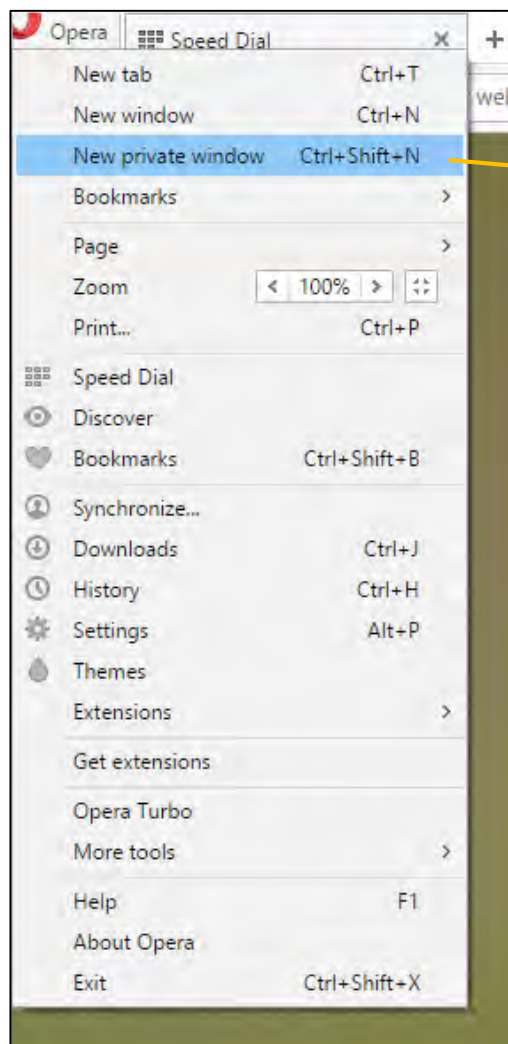 Opera Speed Dial
New tab Ctrl+T
New window Ctrl+N
New private window Ctrl+Shift+N
Bookmarks
Page
Zoom 100%
Print... Ctrl+P
Speed Dial
Discover
Bookmarks Ctrl+Shift+B
Synchronize...
Downloads Ctrl+J
History Ctrl+H
Settings Alt+P
Themes
Extensions
Get extensions
Opera Turbo
More tools
Help F1
About Opera
Exit Ctrl+Shift+X